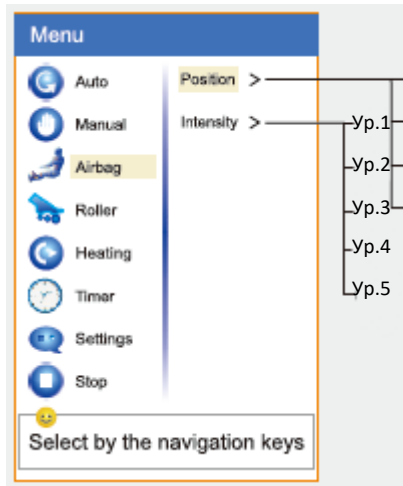 Menu
Auto
Position >
Manual
Intensity >
Airbag
Roller
Heating
Timer
Settings
Stop
Ур.1
Ур.2
Ур.3
Ур.4
Ур.5
Select by the navigation keys